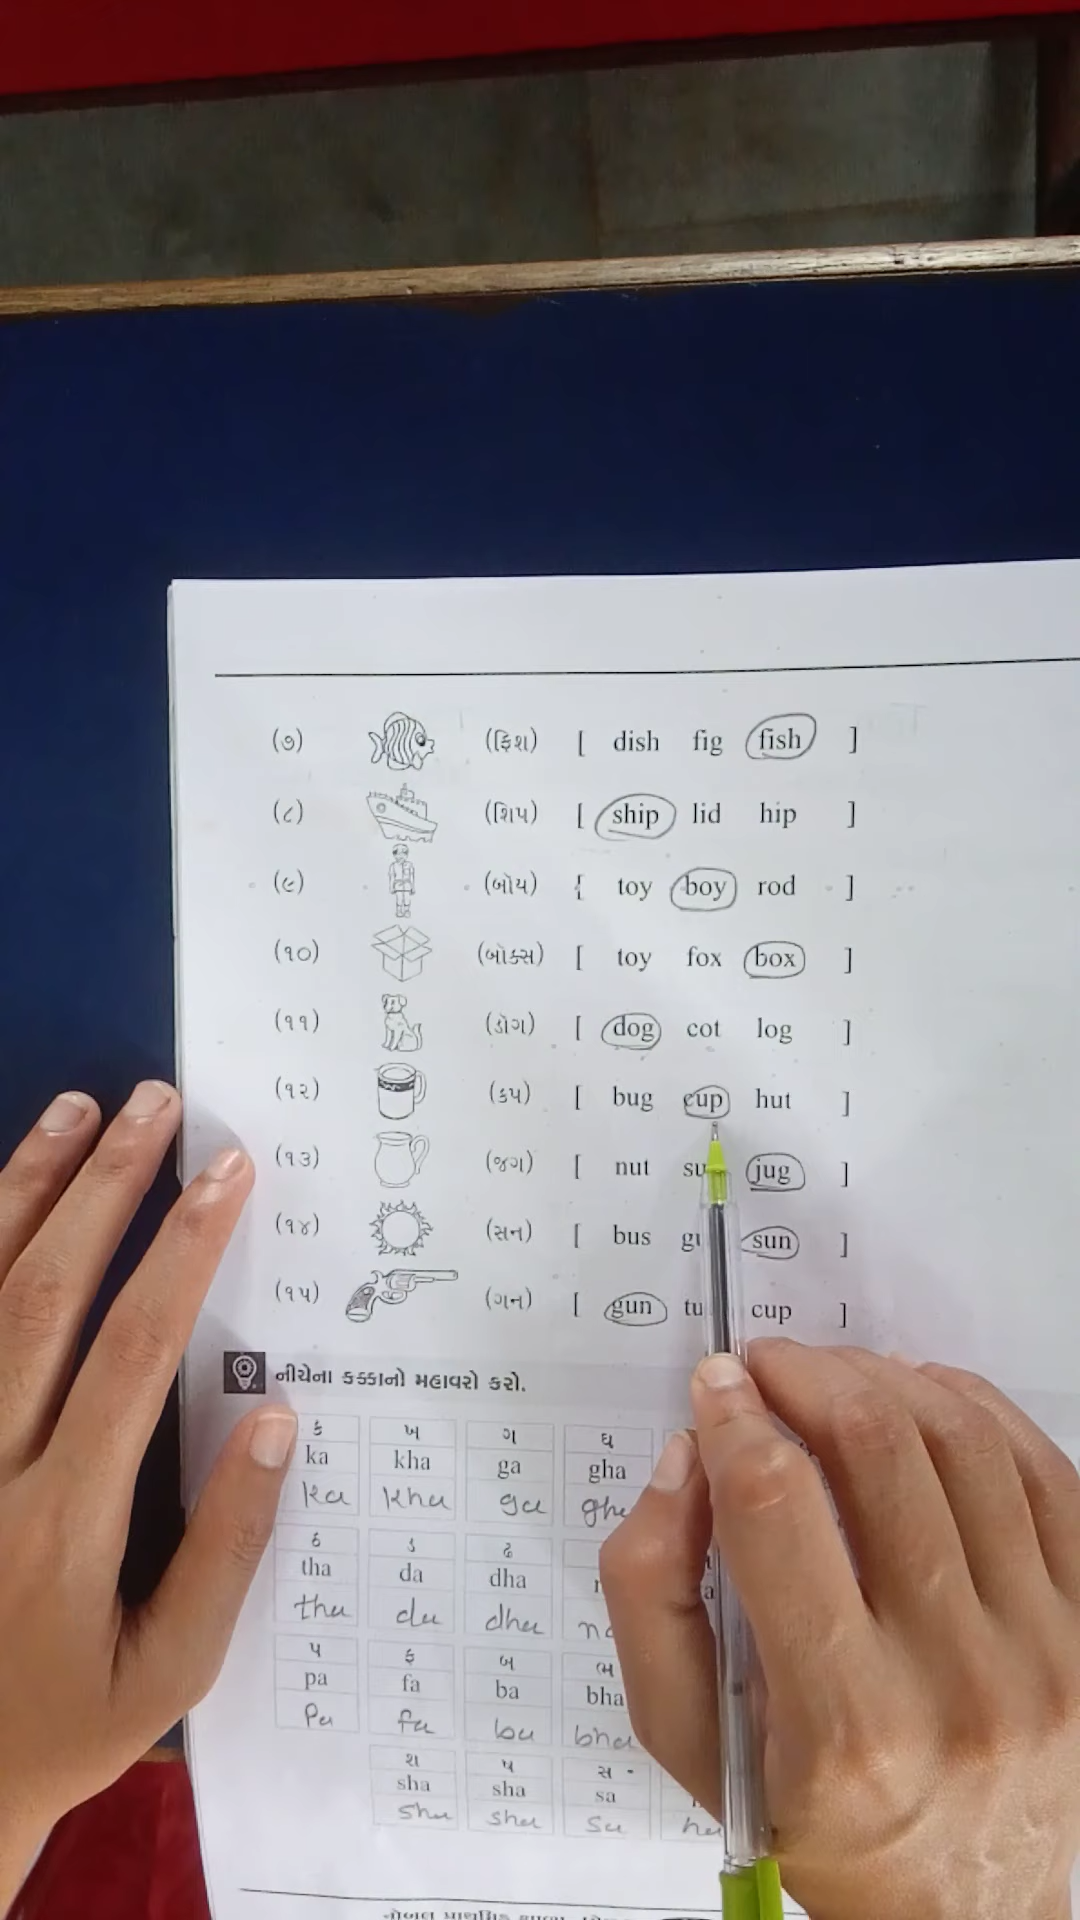 (૭) (ફિશ) [ dish fig fish ]
(૮) (શિપ) [ ship lid hip ]
(૯) (બૉય) [ toy boy rod ]
(૧૦) (બૉક્સ) [ toy fox box ]
(૧૧) (ડૉગ) [ dog cot log ]
(૧૨) (કપ) [ bug cup hut ]
(૧૩) (જગ) [ nut jug ]
(૧૪) (સન) [ bus sun ]
(૧૫) (ગન) [ gun cup ]
નીચેના કક્કાનો મહાવરો કરો.
ક ખ ગ ઘ
ka kha ga gha
ka kha ga
ઠ ડ ઢ
tha da dha
tha da dha
પ ફ બ ભ
pa fa ba bha
Pa fa ba bha
શ ષ સ
sha sha sa
sha sha sa ha